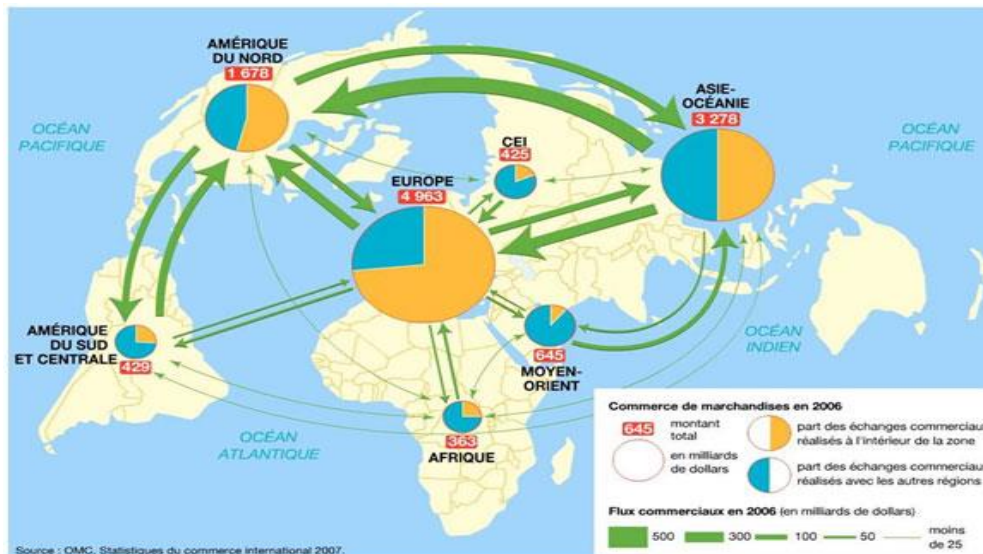 AMÉRIQUE
DU NORD
1 678
ASIE-
OCÉANIE
3 278
OCÉAN
PACIFIQUE
CEI
425
OCÉAN
PACIFIQUE
EUROPE
4 963
AMÉRIQUE
DU SUD
ET CENTRALE
429
645
MOYEN-
ORIENT
OCÉAN
INDIEN
363
AFRIQUE
OCÉAN
ATLANTIQUE
Commerce de marchandises en 2006
645 montant
total
en milliards
de dollars
part des échanges commerciau
réalisés à l'intérieur de la zone
part des échanges commerciau
réalisés avec les autres régions
Flux commerciaux en 2006 (en milliards de dollars)
500 300 100 50 moins
de 25
Source : OMC, Statistiques du commerce international 2007.